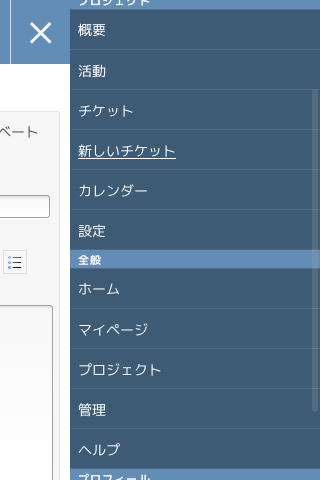 プロジェクト
概要
活動
ベート
チケット
新しいチケット
カレンダー
設定
全般
ホーム
マイページ
プロジェクト
管理
ヘルプ
プロフィール